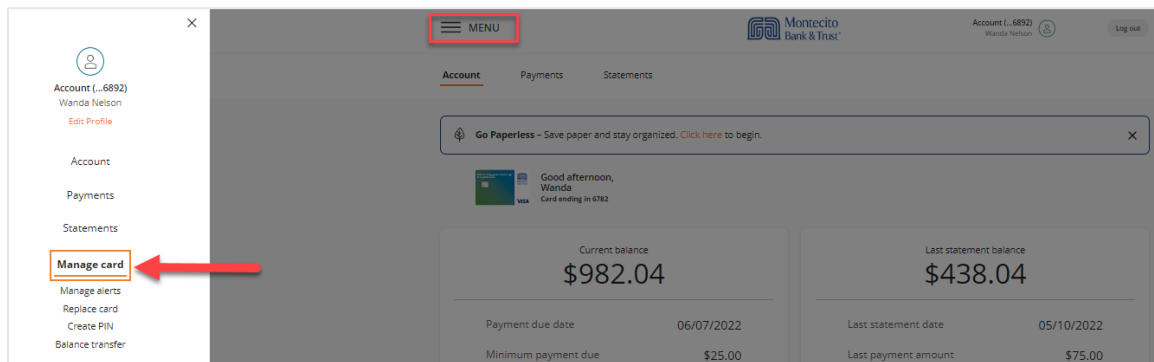 Account (...6892)
Wanda Nelson
Edit Profile
Account
Payments
Statements
Manage card
Manage alerts
Replace card
Create PIN
Balance transfer
MENU
Montecito
Bank & Trust
Account (...6892)
Wanda Nelson
Log out
Account Payments Statements
Go Paperless – Save paper and stay organized. Click here to begin.
VISA
Good afternoon,
Wanda
Card ending in 6782
Current balance
$982.04
Payment due date 06/07/2022
Minimum payment due $25.00
Last statement balance
$438.04
Last statement date 05/10/2022
Last payment amount $75.00